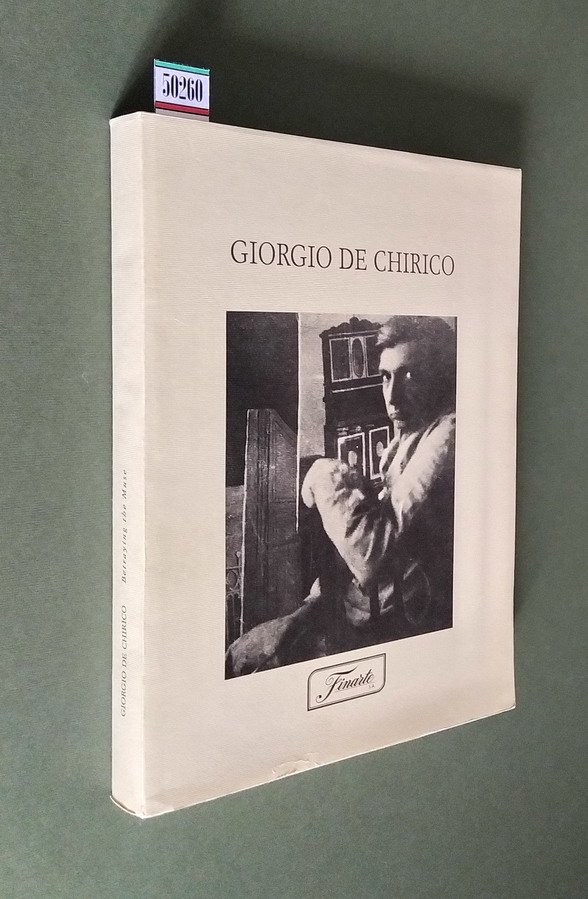 50260
GIORGIO DE CHIRICO
Finarte
S.A.
GIORGIO DE CHIRICO Betraying the Muse